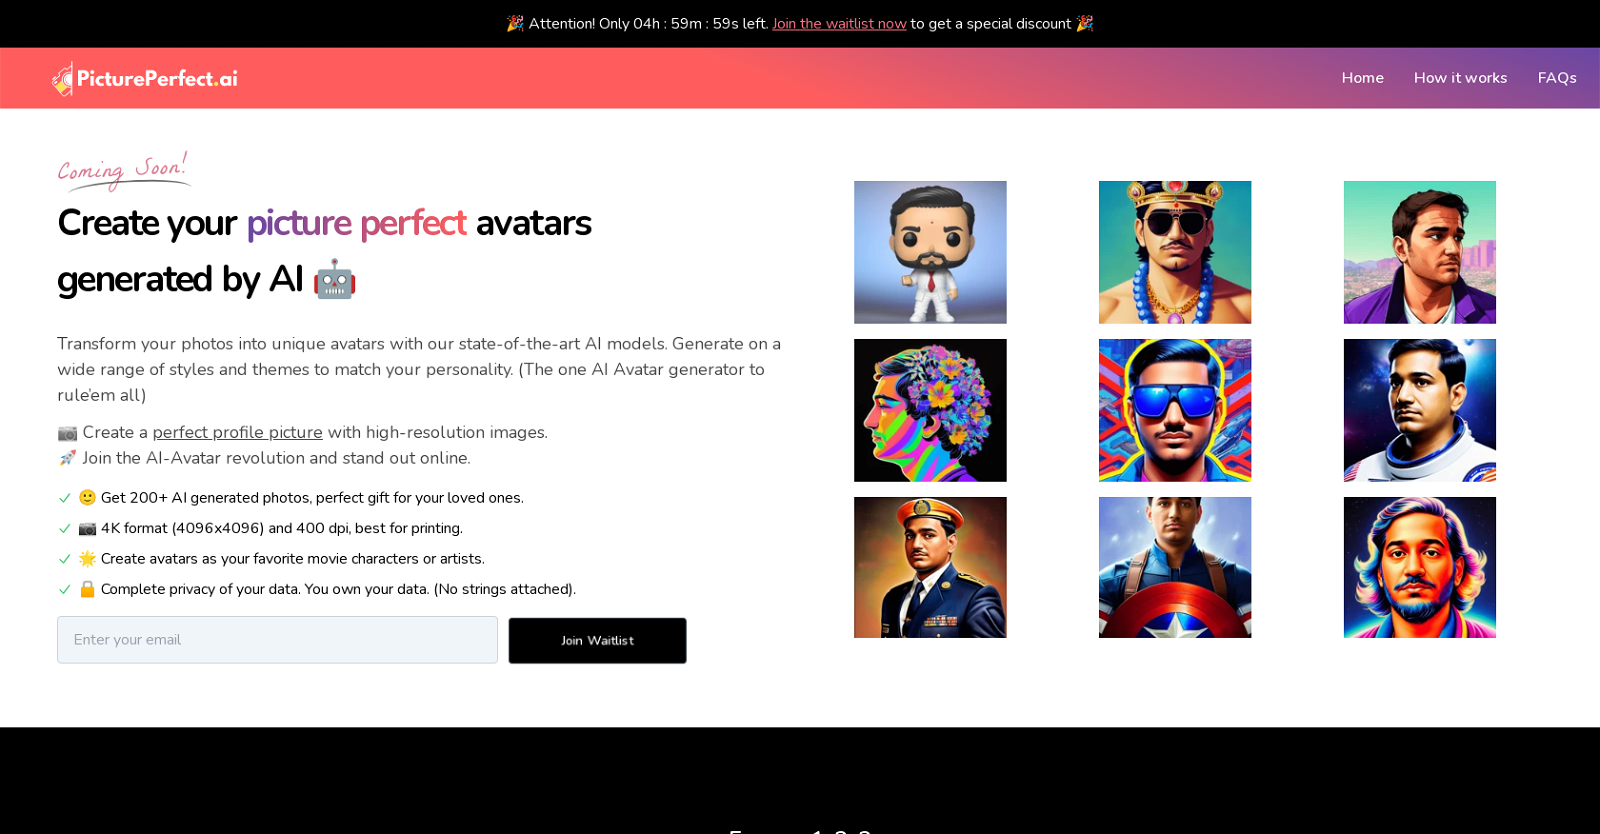 🎉 Attention! Only 04h : 59m : 59s left. Join the waitlist now to get a special discount 🎉
PicturePerfect.ai
Home
How it works
FAQs
Coming Soon!
Create your picture perfect avatars
generated by AI 🤖
Transform your photos into unique avatars with our state-of-the-art AI models. Generate on a
wide range of styles and themes to match your personality. (The one AI Avatar generator to
rule'em all)
📷 Create a perfect profile picture with high-resolution images.
🚀 Join the AI-Avatar revolution and stand out online.
🙂 Get 200+ AI generated photos, perfect gift for your loved ones.
📷 4K format (4096x4096) and 400 dpi, best for printing.
🌟 Create avatars as your favorite movie characters or artists.
🔒 Complete privacy of your data. You own your data. (No strings attached).
Enter your email
Join Waitlist